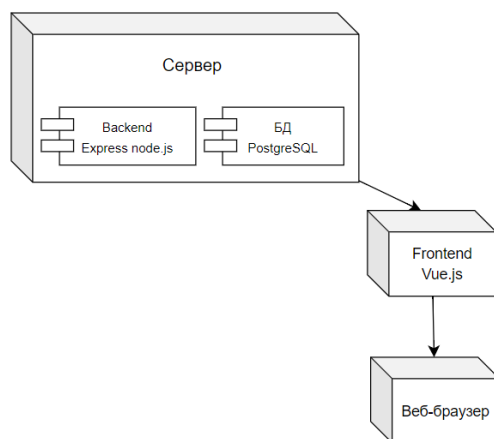 Сервер
Backend
Express node.js
БД
PostgreSQL
Frontend
Vue.js
Веб-браузер